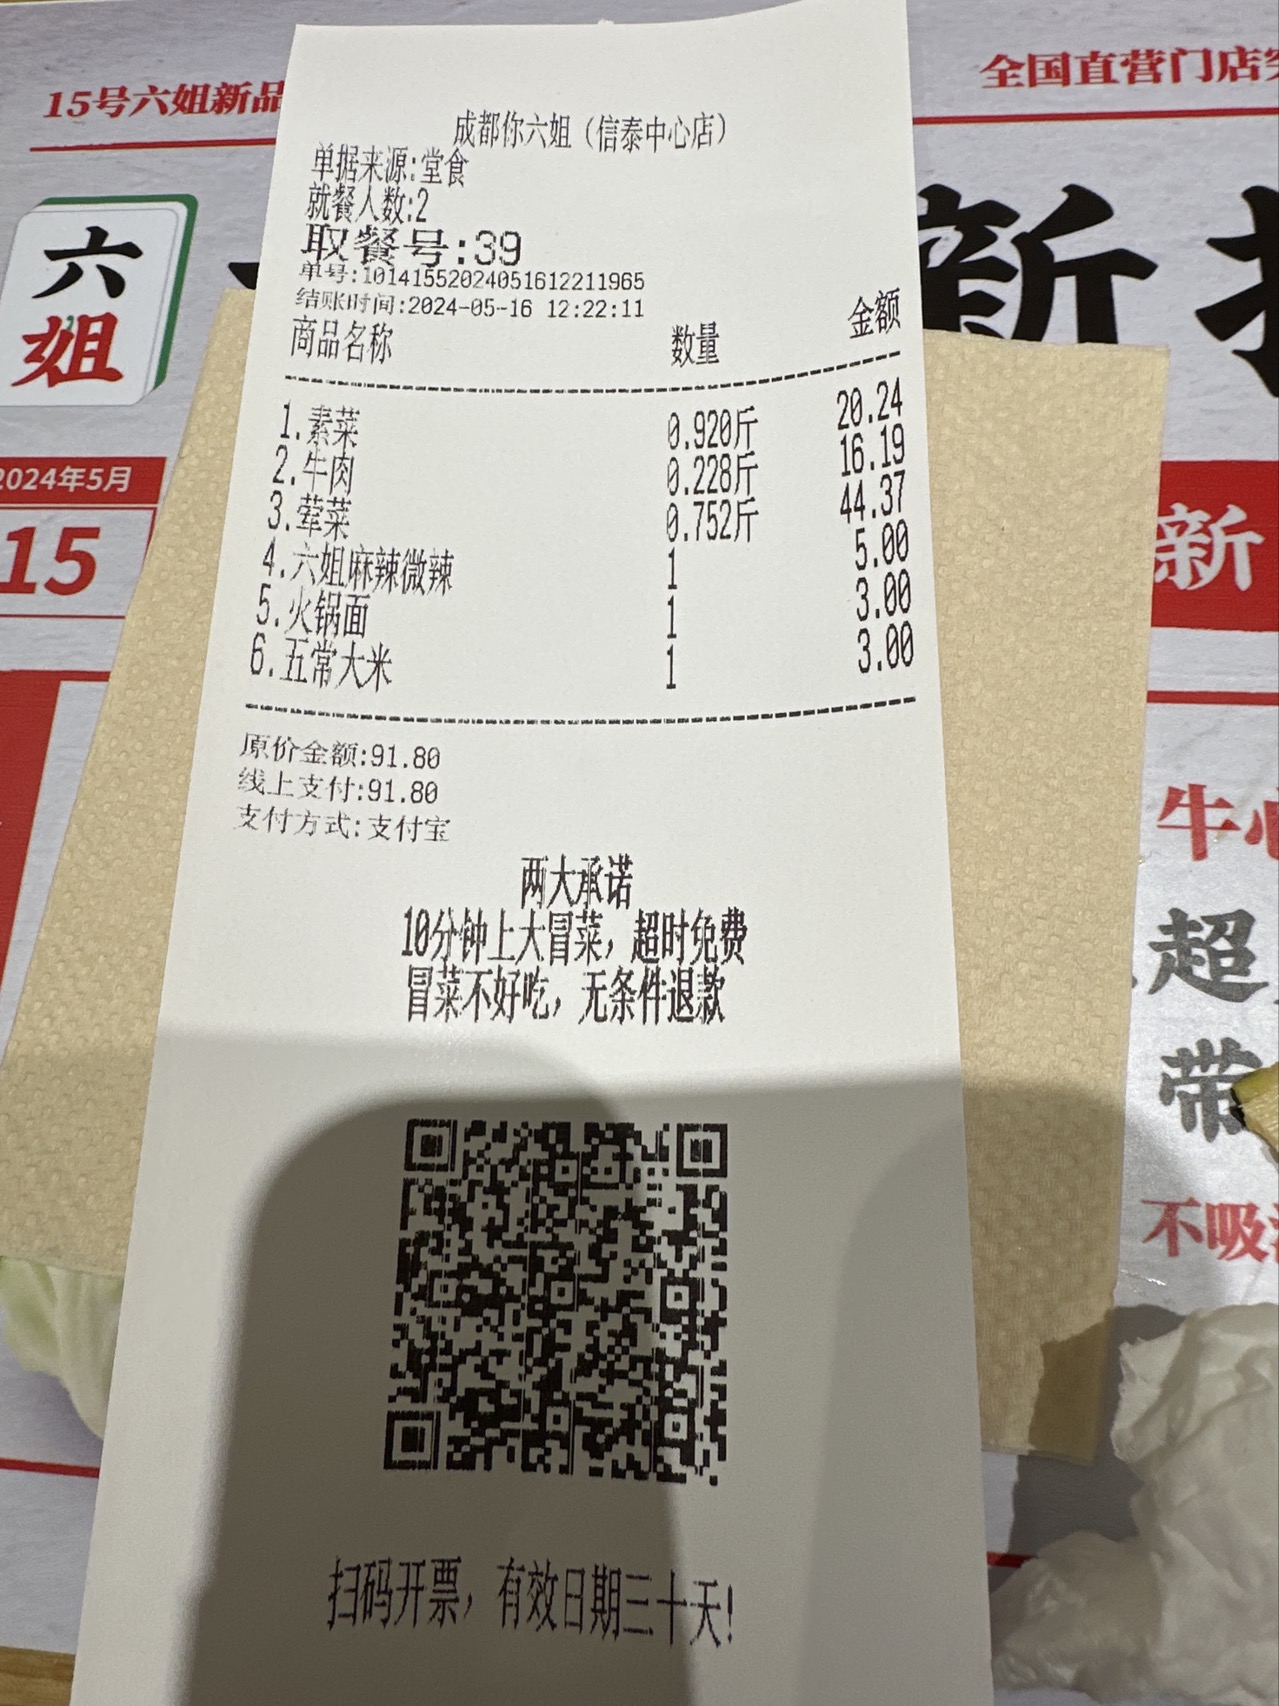 15号六姐新品
全国直营门店
六
姐
新
2024年5月
15
新
牛
超
带
不吸
成都你六姐（信泰中心店）
单据来源:堂食
就餐人数:2
取餐号:39
单号:10141552024051612211965
结账时间:2024-05-16 12:22:11
商品名称 数量 金额
1.素菜 0.920斤 20.24
2.牛肉 0.228斤 16.19
3.荤菜 0.752斤 44.37
4.六姐麻辣微辣 1 5.00
5.火锅面 1 3.00
6.五常大米 1 3.00
原价金额:91.80
线上支付:91.80
支付方式:支付宝
两大承诺
10分钟上大冒菜，超时免费
冒菜不好吃，无条件退款
扫码开票，有效日期三十天!